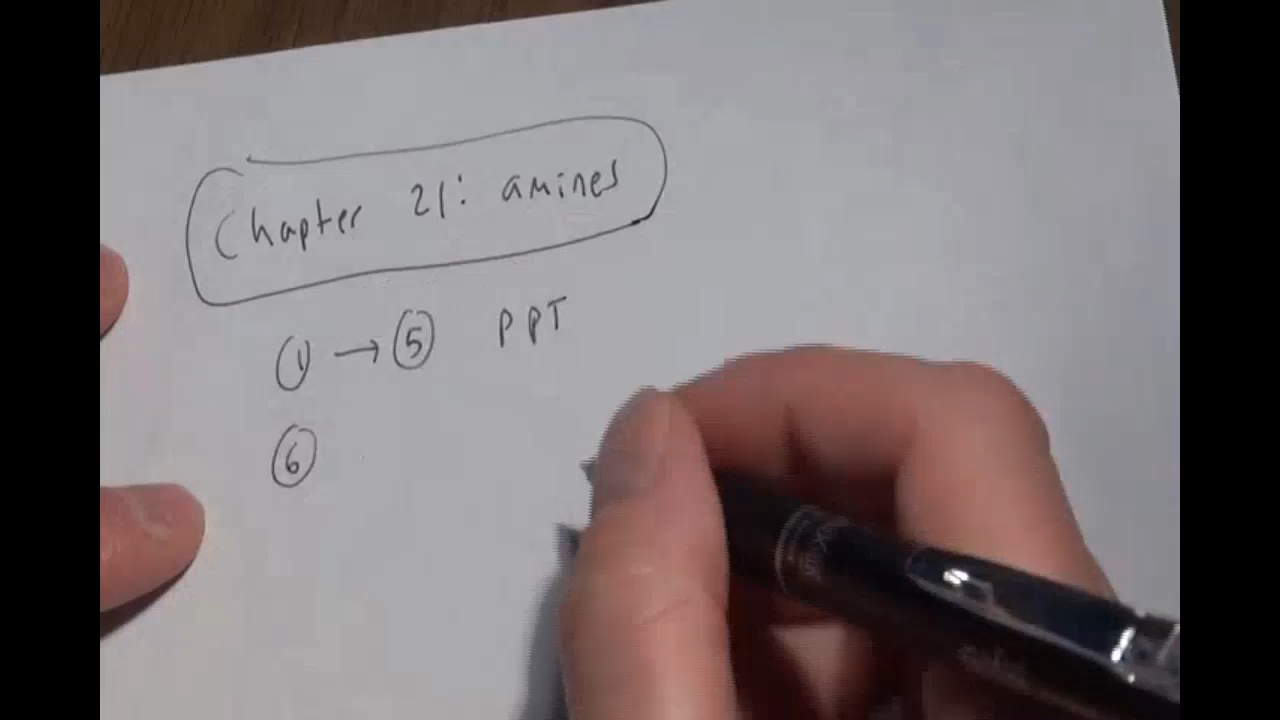 Chapter 21: amines
① → ⑤ PPT
⑥